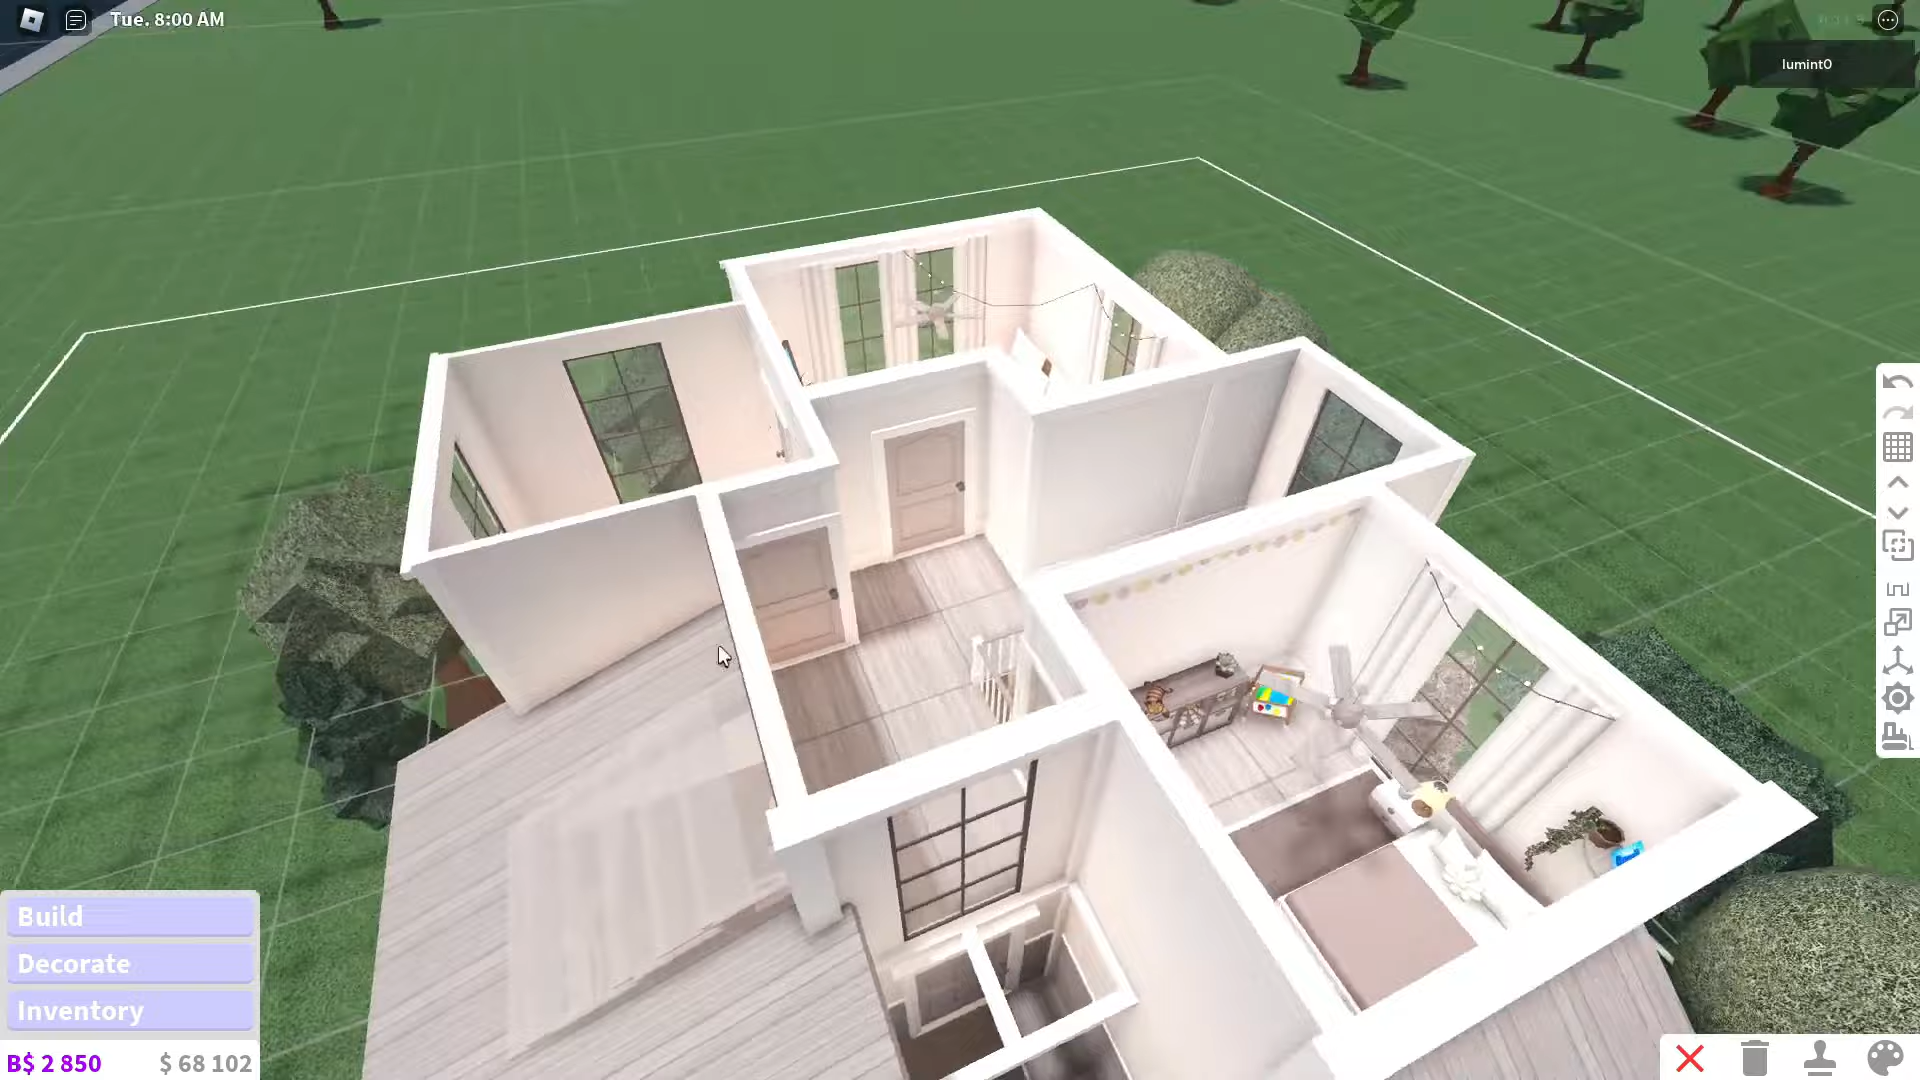 Tue. 8:00 AM
lumint0
Build
Decorate
Inventory
B$ 2 850 $ 68 102